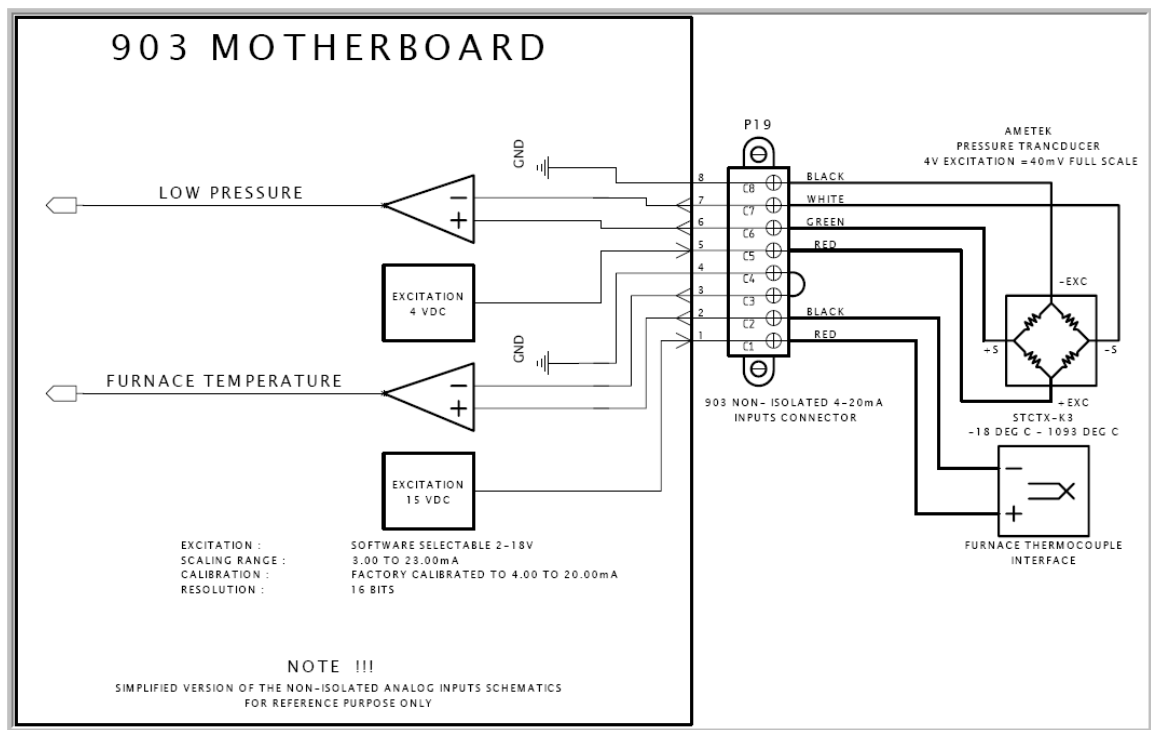 903 MOTHERBOARD
P19
AMETEK
PRESSURE TRANCDUCER
4V EXCITATION =40mV FULL SCALE
GND
LOW PRESSURE
8
C8
BLACK
7
C7
WHITE
6
C6
GREEN
5
C5
RED
4
C4
3
C3
2
C2
BLACK
1
C1
RED
EXCITATION
4 VDC
-EXC
+S
-S
+EXC
GND
FURNACE TEMPERATURE
903 NON- ISOLATED 4-20mA
INPUTS CONNECTOR
STCTX-K3
-18 DEG C - 1093 DEG C
EXCITATION
15 VDC
FURNACE THERMOCOUPLE
INTERFACE
EXCITATION : SOFTWARE SELECTABLE 2-18V
SCALING RANGE : 3.00 TO 23.00mA
CALIBRATION : FACTORY CALIBRATED TO 4.00 TO 20.00mA
RESOLUTION : 16 BITS
NOTE !!!
SIMPLIFIED VERSION OF THE NON-ISOLATED ANALOG INPUTS SCHEMATICS
FOR REFERENCE PURPOSE ONLY